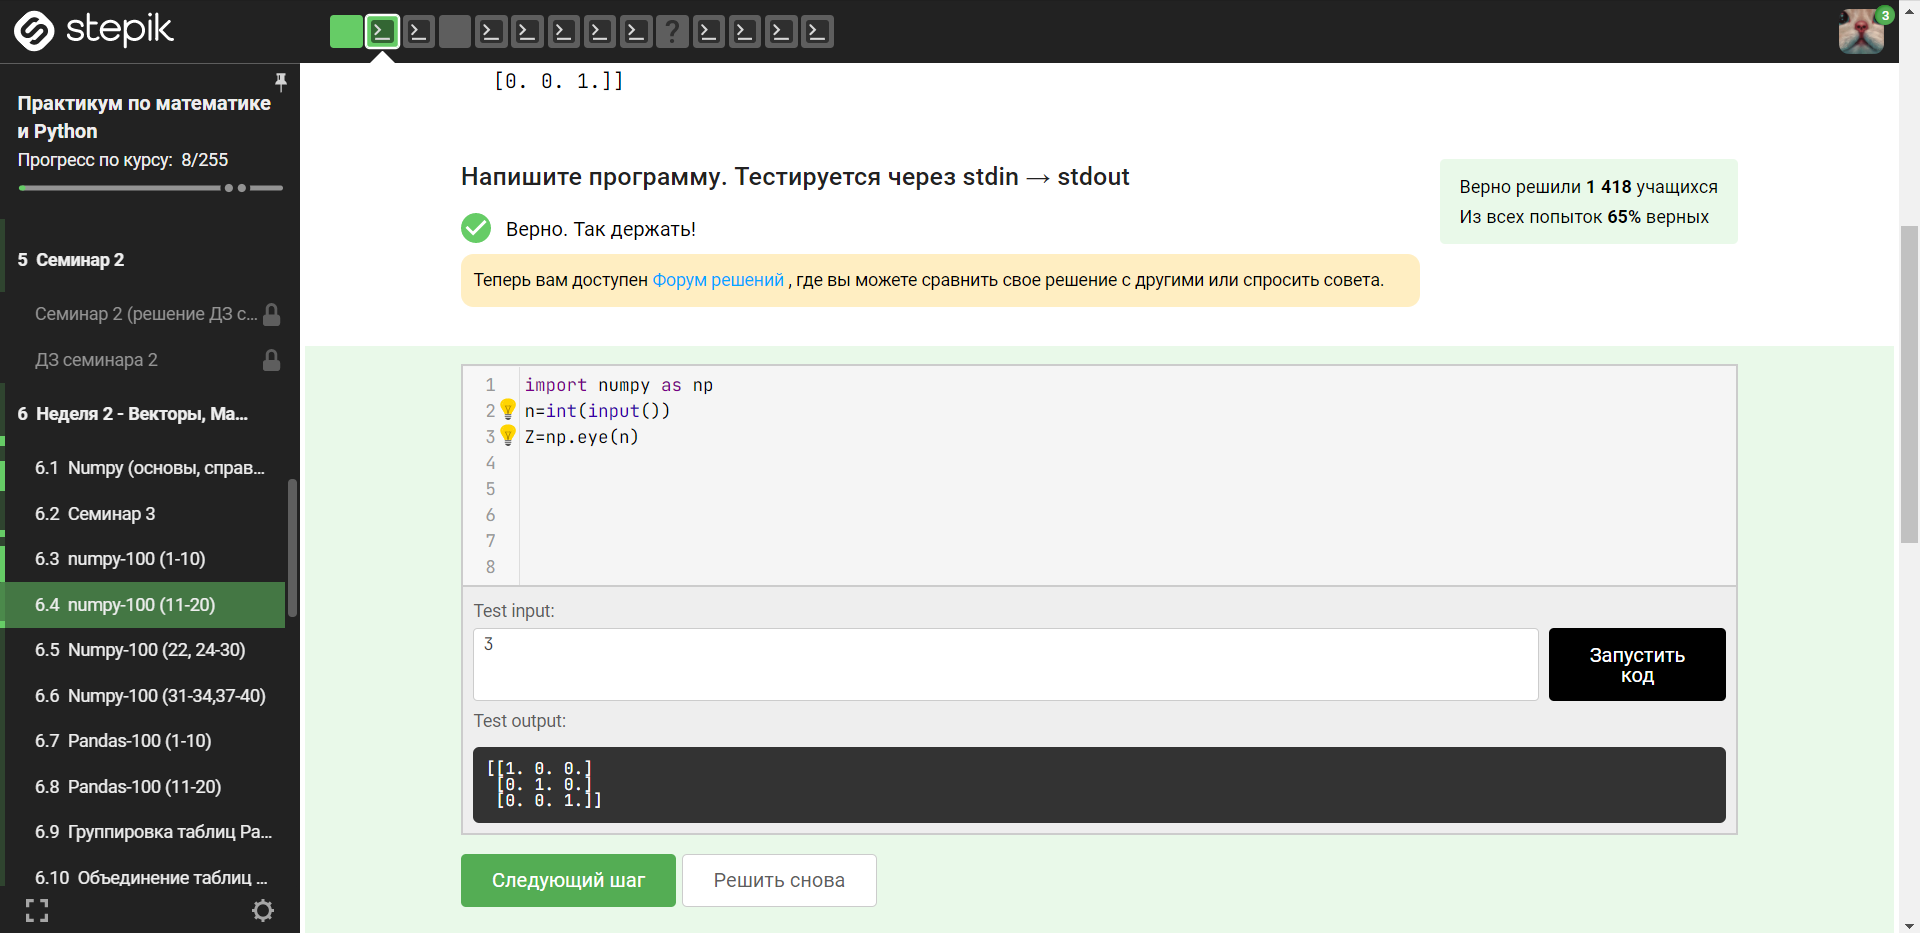 stepik
3
Практикум по математике
и Python
Прогресс по курсу: 8/255
5 Семинар 2
Семинар 2 (решение ДЗ с...
ДЗ семинара 2
6 Неделя 2 - Векторы, Ма...
6.1 Numpy (основы, справ...
6.2 Семинар 3
6.3 numpy-100 (1-10)
6.4 numpy-100 (11-20)
6.5 Numpy-100 (22, 24-30)
6.6 Numpy-100 (31-34,37-40)
6.7 Pandas-100 (1-10)
6.8 Pandas-100 (11-20)
6.9 Группировка таблиц Pa...
6.10 Объединение таблиц ...
[0. 0. 1.]]
Напишите программу. Тестируется через stdin → stdout
Верно. Так держать!
Теперь вам доступен Форум решений , где вы можете сравнить свое решение с другими или спросить совета.
Верно решили 1 418 учащихся
Из всех попыток 65% верных
1 import numpy as np
2 n=int(input())
3 Z=np.eye(n)
4
5
6
7
8
Test input:
3
Запустить
код
Test output:
[[1. 0. 0.]
[0. 1. 0.]
[0. 0. 1.]]
Следующий шаг
Решить снова